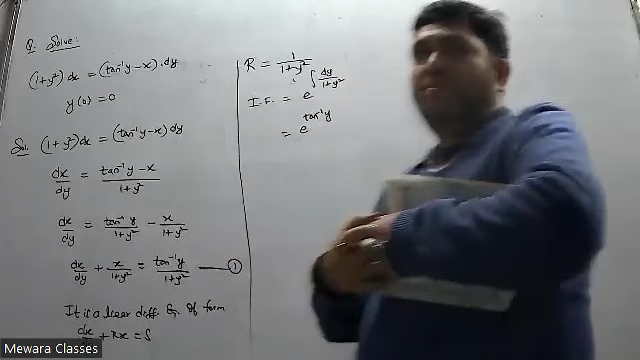 Q. Solve:
(1+y²) dx = (tan⁻¹y - x) . dy
y(0) = 0
Sol. (1+y²) dx = (tan⁻¹y - x) dy
dx/dy = (tan⁻¹y - x)/(1+y²)
dx/dy = tan⁻¹y/(1+y²) - x/(1+y²)
dx/dy + x/(1+y²) = tan⁻¹y/(1+y²) —— ①
It is a linear diff. Eq. Of form
+ Rx = S
R = 1/(1+y²)
I.F. = e^∫ dy/(1+y²)
= e^tan⁻¹y
Mewara Classes